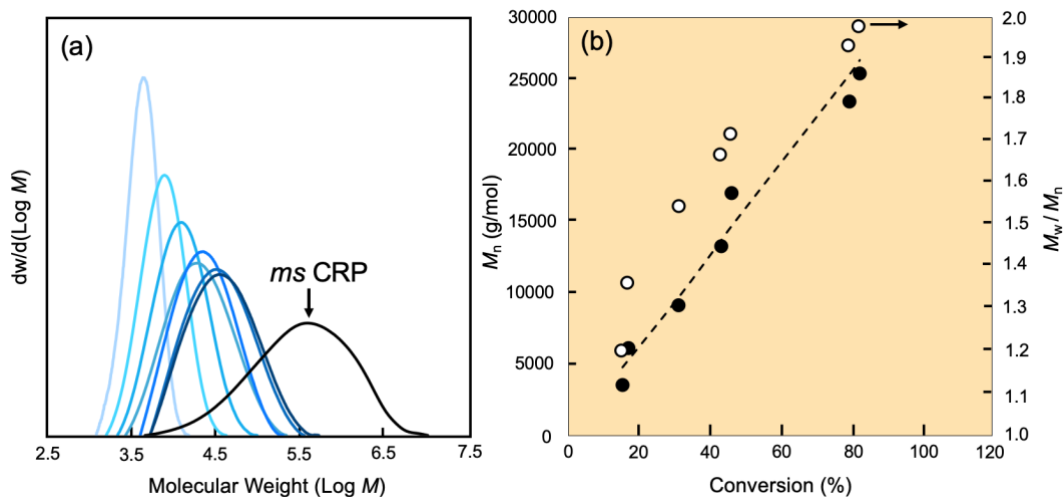 (a)
dw/d(Log M)
ms CRP
2.5 3.5 4.5 5.5 6.5 7.5
Molecular Weight (Log M)
(b)
Mn (g/mol)
30000
25000
20000
15000
10000
5000
0
0 20 40 60 80 100 120
Conversion (%)
2.0
1.9
1.8
1.7
1.6
1.5
1.4
1.3
1.2
1.1
1.0
Mw / Mn